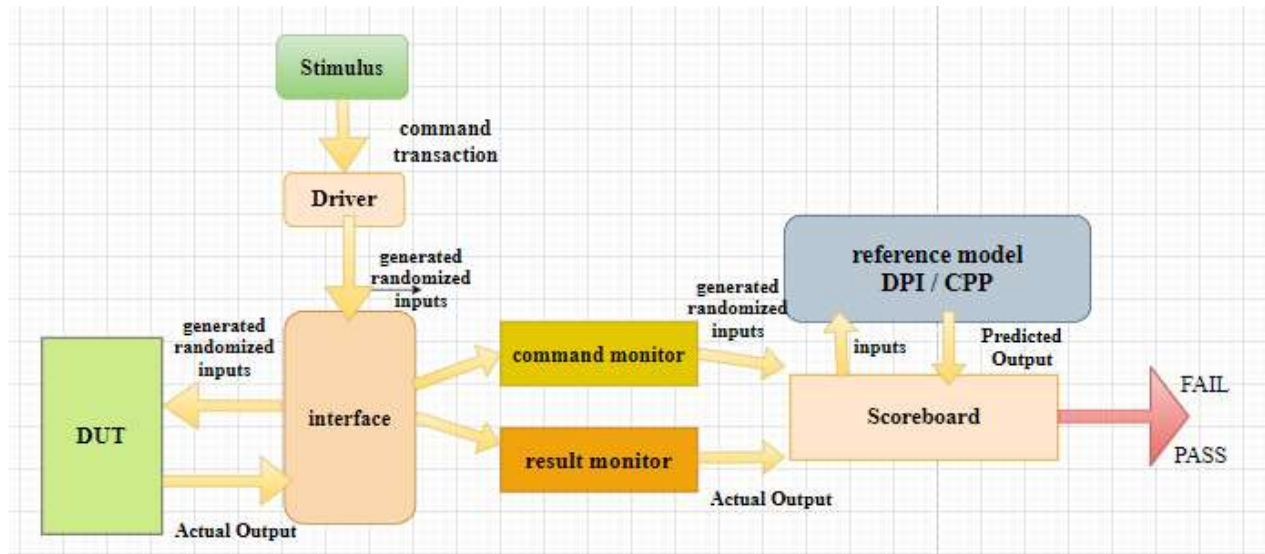 Stimulus
command
transaction
Driver
generated
randomized
inputs
reference model
DPI / CPP
generated
randomized
inputs
generated
randomized
inputs
command monitor
inputs
Predicted
Output
FAIL
DUT
interface
Scoreboard
result monitor
PASS
Actual Output
Actual Output